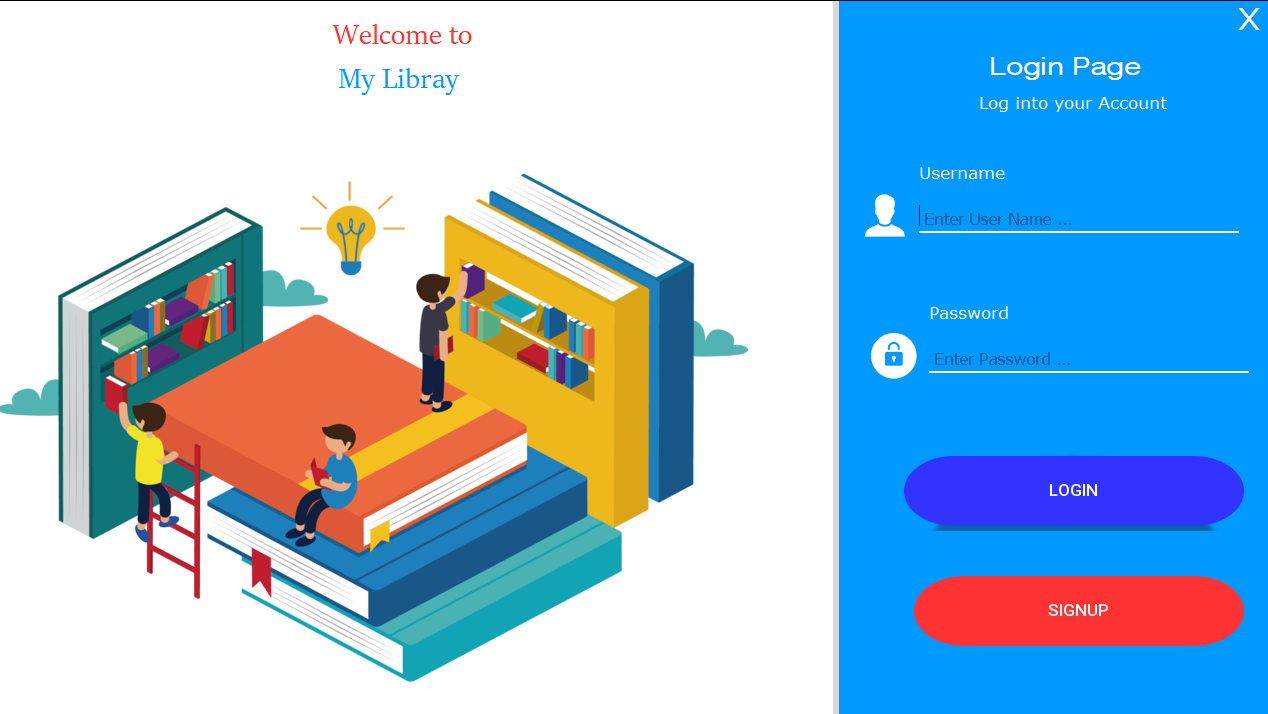 Welcome to
My Libray
X
Login Page
Log into your Account
Username
Enter User Name ...
Password
Enter Password ...
LOGIN
SIGNUP